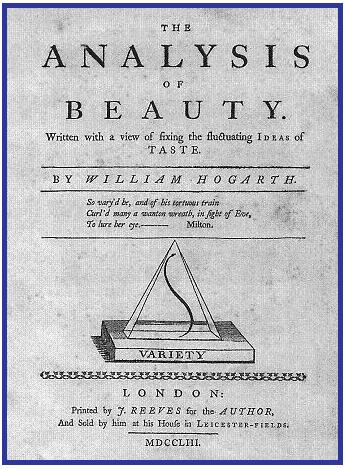 THE
ANALYSIS
OF
BEAUTY.
Written with a view of fixing the fluctuating IDEAS of
TASTE.
BY WILLIAM HOGARTH.
So vary'd he, and of his tortuous train
Curl'd many a wanton wreath, in sight of Eve,
To lure her eye.——— Milton.
VARIETY
LONDON:
Printed by J. REEVES for the AUTHOR,
And Sold by him at his House in LEICESTER-FIELDS.
MDCCLIII.